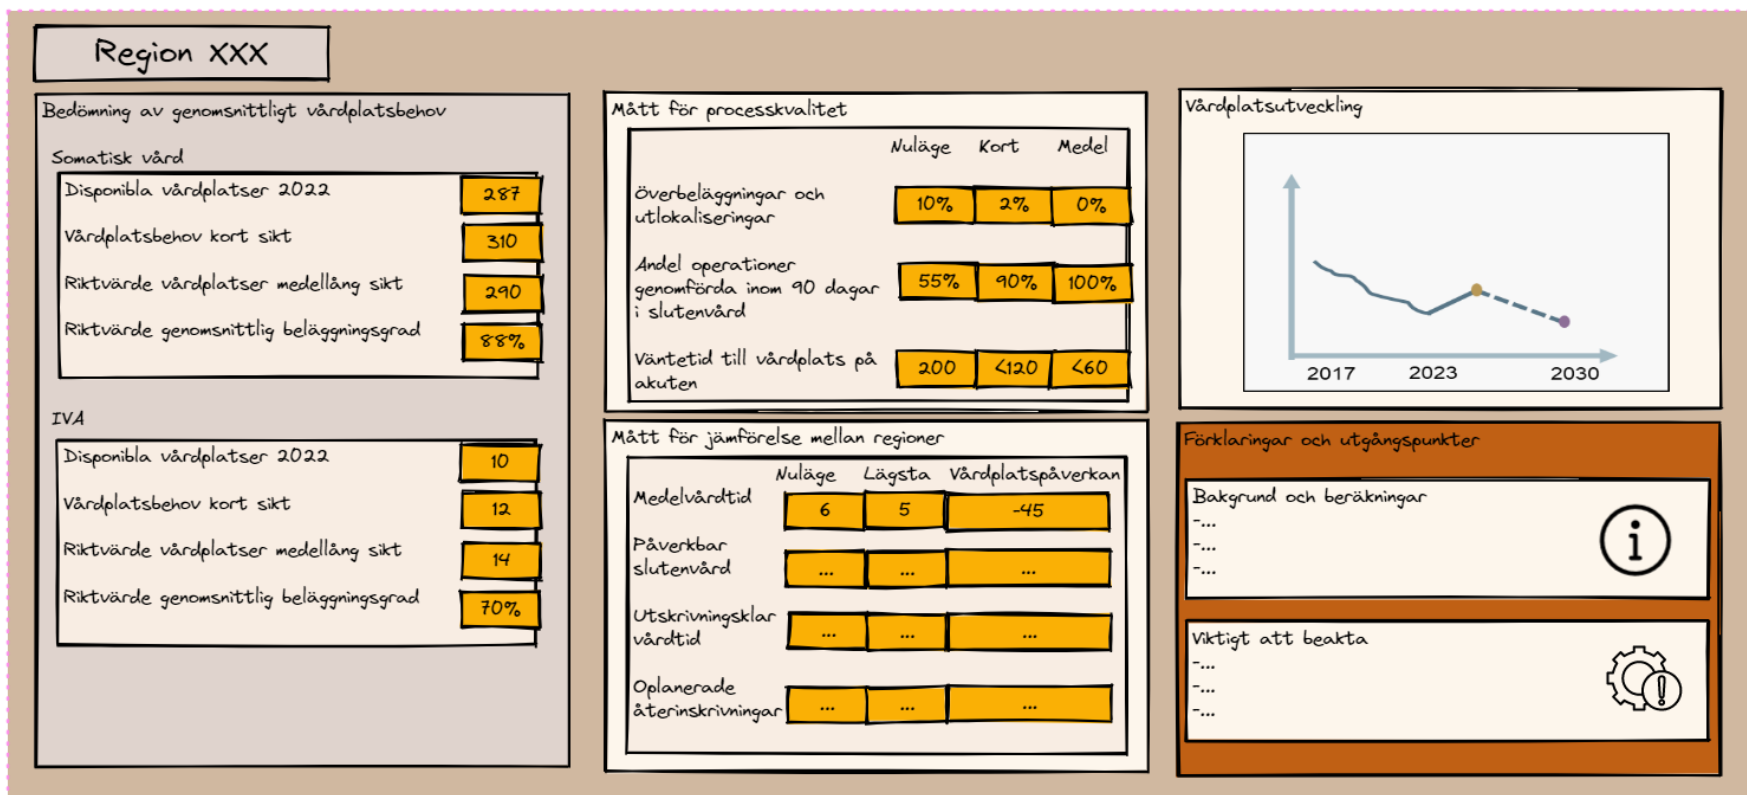 Region XXX
Bedömning av genomsnittligt vårdplatsbehov
Somatisk vård
Disponibla vårdplatser 2022 287
Vårdplatsbehov kort sikt 310
Riktvärde vårdplatser medellång sikt 290
Riktvärde genomsnittlig beläggningsgrad 88%
IVA
Disponibla vårdplatser 2022 10
Vårdplatsbehov kort sikt 12
Riktvärde vårdplatser medellång sikt 14
Riktvärde genomsnittlig beläggningsgrad 70%
Mått för processkvalitet
Nuläge Kort Medel
Överbeläggningar och
utlokaliseringar
10% 2% 0%
Andel operationer
genomförda inom 90 dagar
i slutenvård
55% 90% 100%
Väntetid till vårdplats på
akuten
200 <120 <60
Mått för jämförelse mellan regioner
Nuläge Lägsta Vårdplatspåverkan
Medelvårdtid 6 5 -45
Påverkbar
slutenvård
... ... ...
Utskrivningsklar
vårdtid
... ... ...
Oplanerade
återinskrivningar
... ... ...
Vårdplatsutveckling
2017 2023 2030
Förklaringar och utgångspunkter
Bakgrund och beräkningar
-...
-...
-...
i
Viktigt att beakta
-...
-...
-...
!